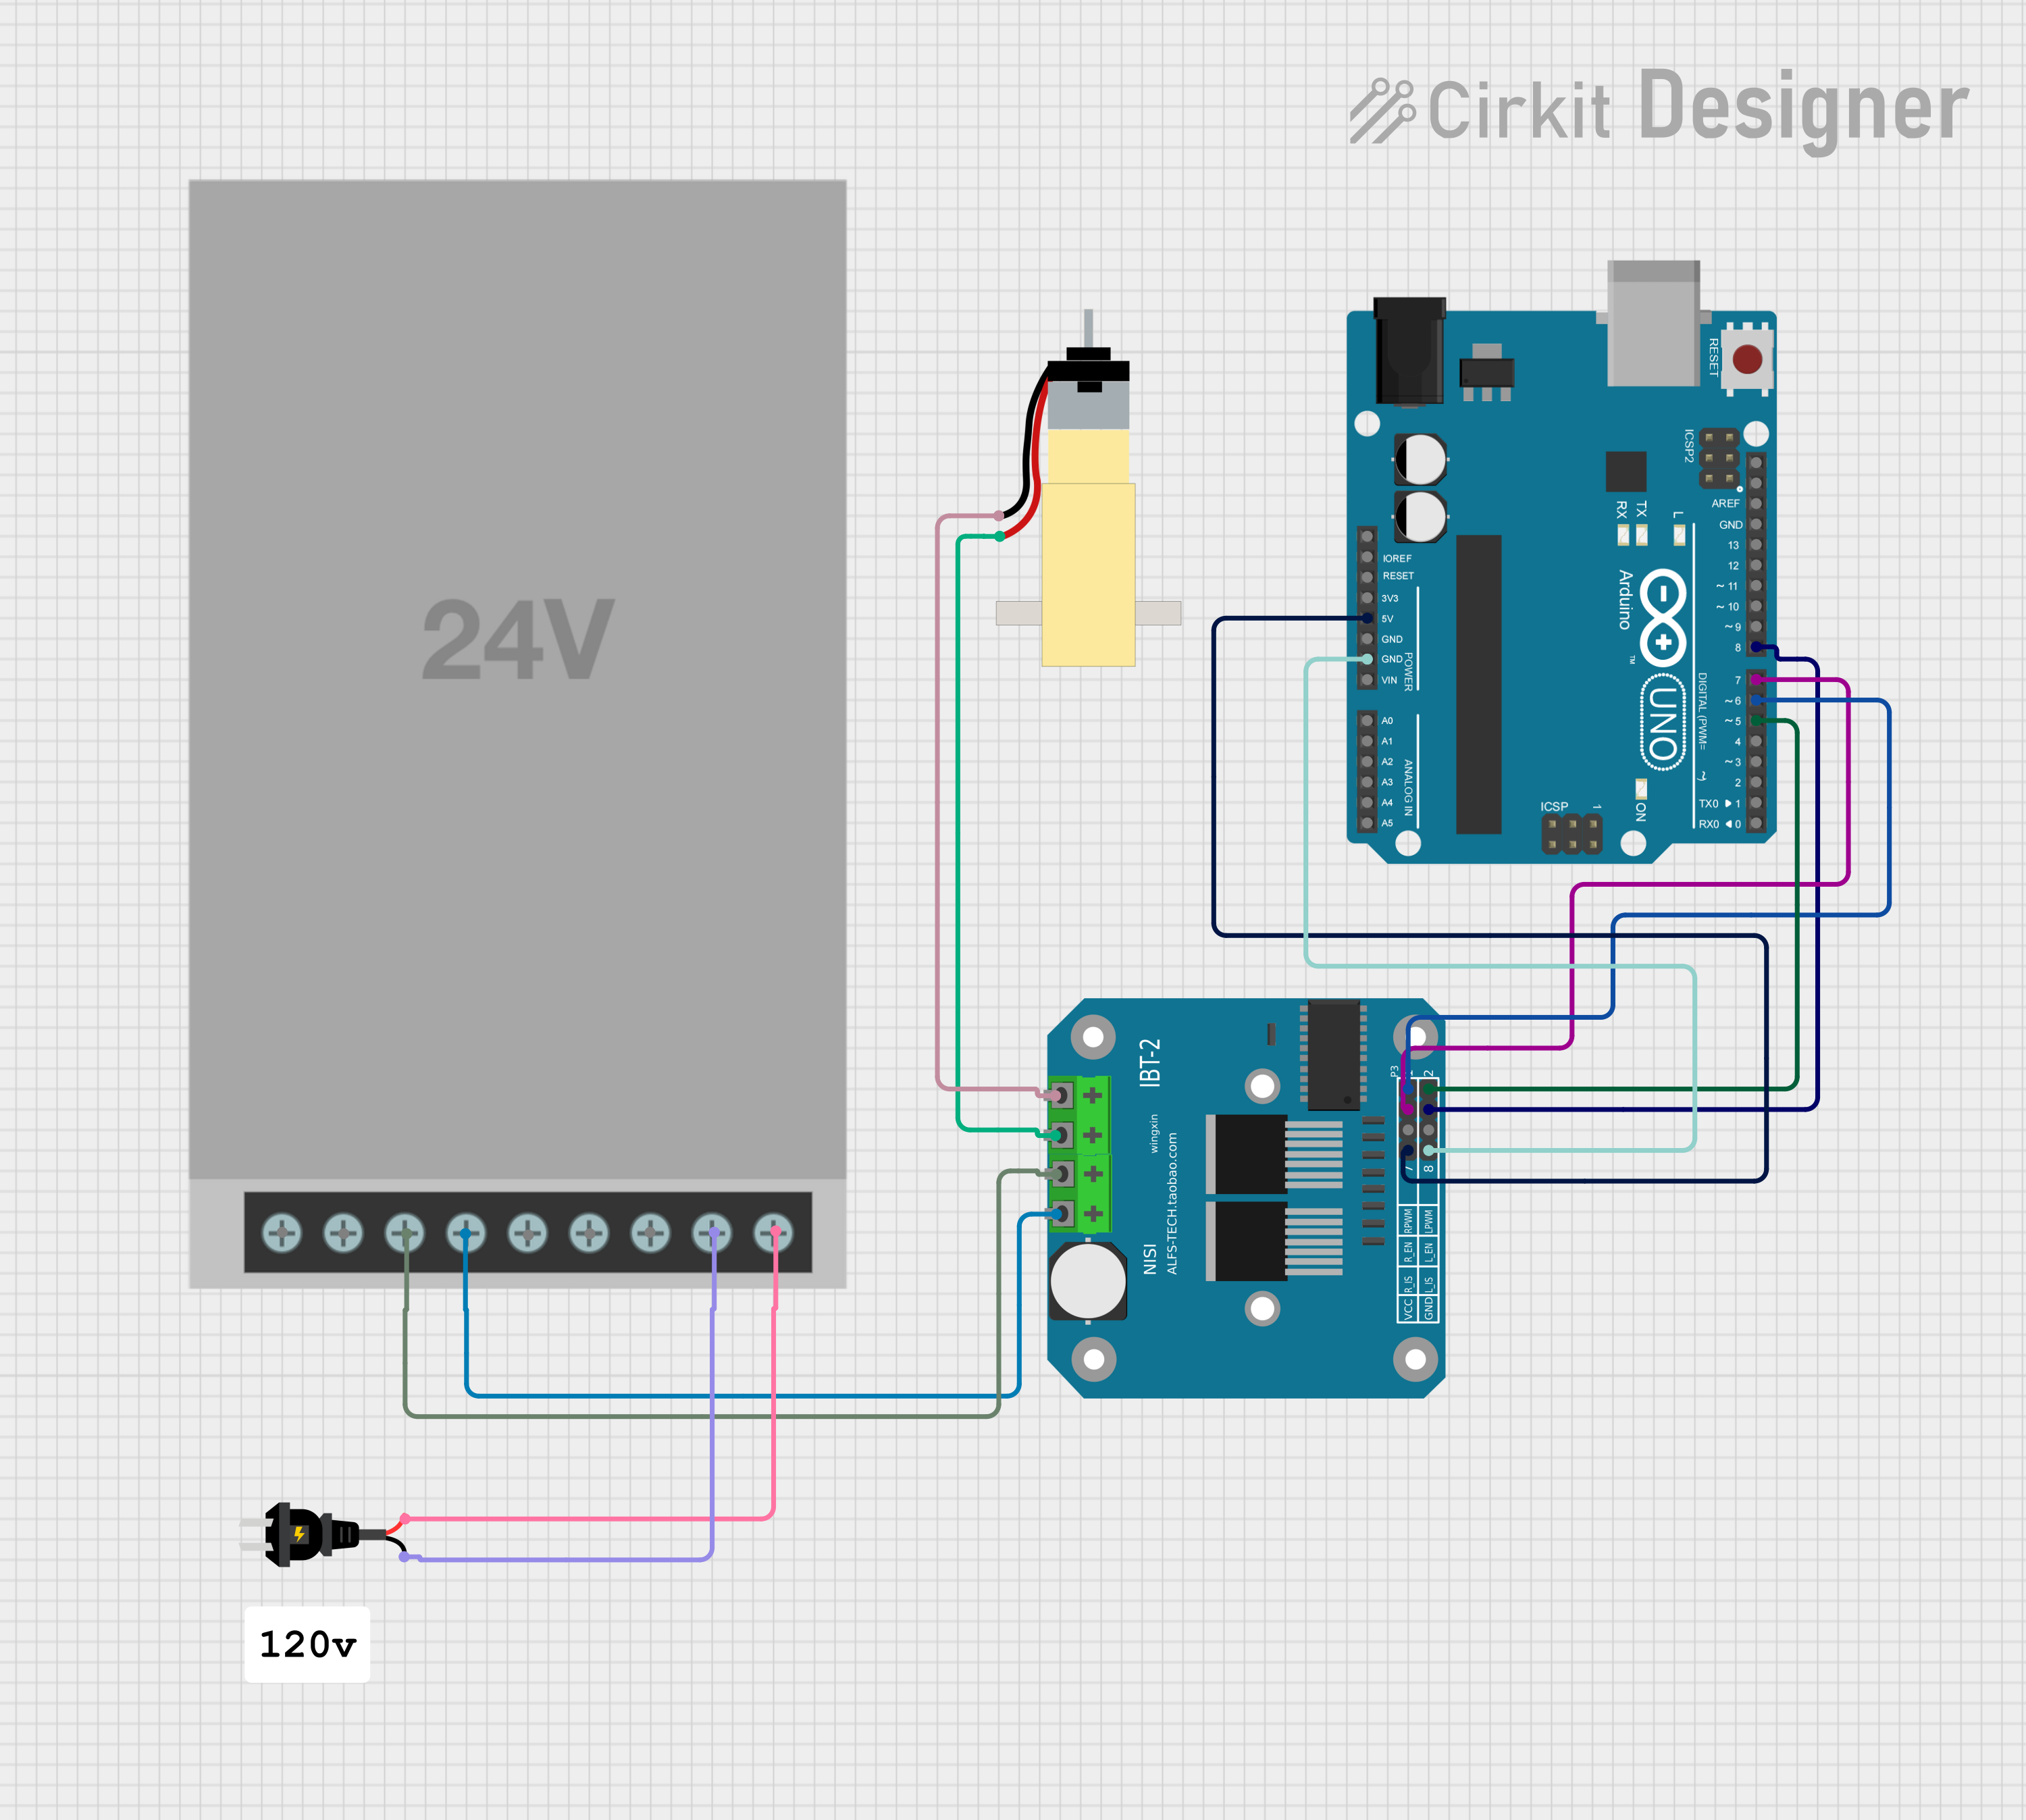 Cirkit Designer
24V
RESET
ICSP2
AREF
GND
13
12
~ 11
~ 10
~ 9
8
7
~ 6
~ 5
4
~ 3
2
TX0 ▶ 1
RX0 ◀ 0
RX
TX
L
IOREF
RESET
3V3
5V
GND
GND
VIN
POWER
A0
A1
A2
A3
A4
A5
ANALOG IN
Arduino
TM
UNO
DIGITAL (PWM= ~)
ON
ICSP
1
IBT-2
wingxin
ALFS-TECH.taobao.com
NISI
P3
1
2
7
8
RPWM
LPWM
R_EN
L_EN
R_IS
L_IS
VCC
GND
120v